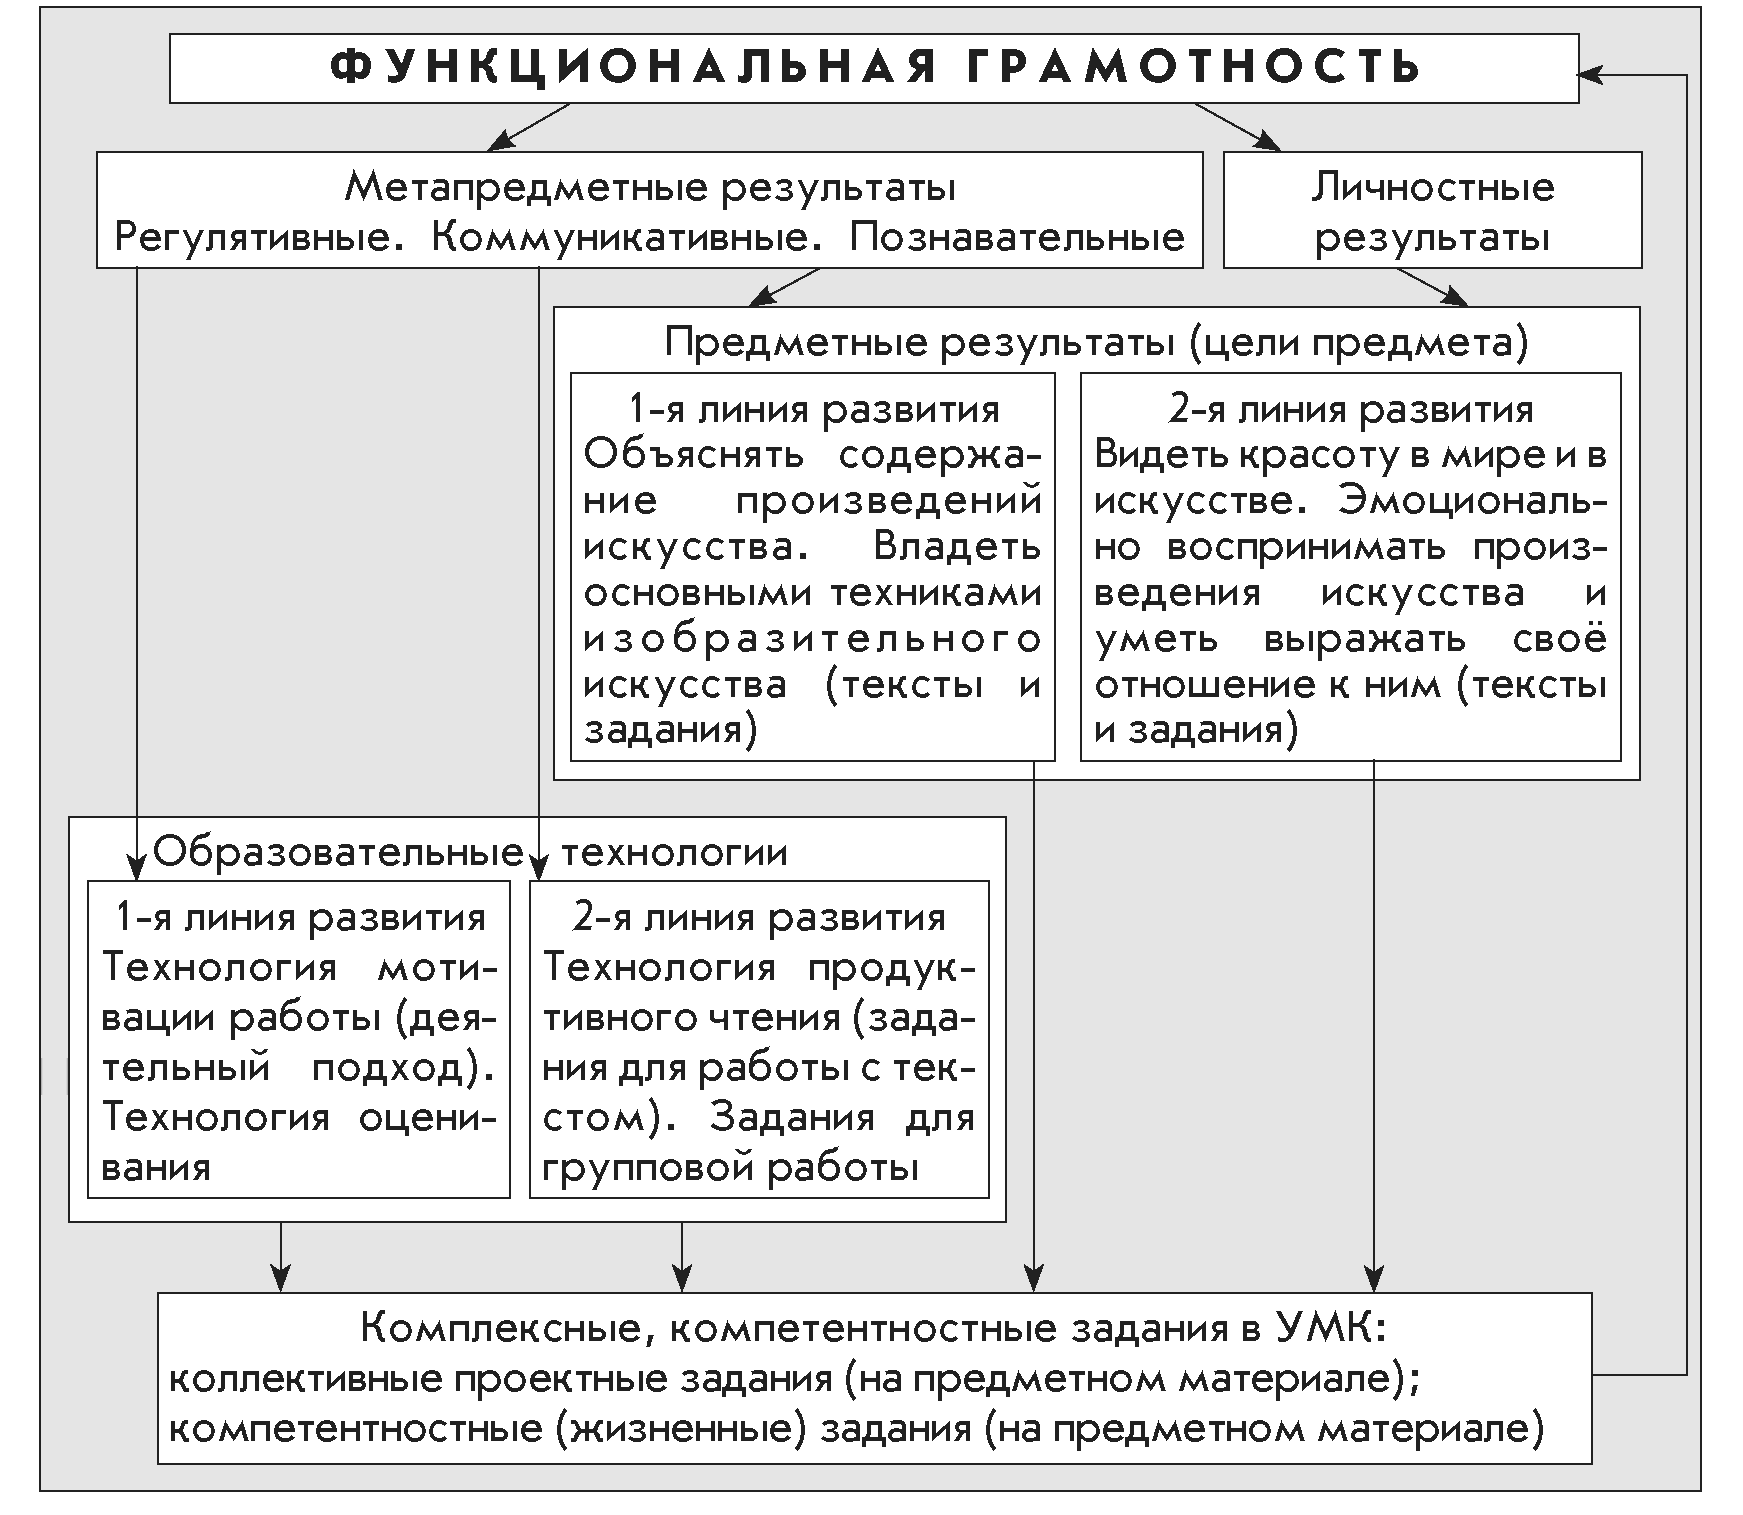 ФУНКЦИОНАЛЬНАЯ ГРАМОТНОСТЬ
Метапредметные результаты
Регулятивные. Коммуникативные. Познавательные
Личностные
результаты
Предметные результаты (цели предмета)
1-я линия развития
Объяснять содержа-
ние произведений
искусства. Владеть
основными техниками
изобразительного
искусства (тексты и
задания)
2-я линия развития
Видеть красоту в мире и в
искусстве. Эмоциональ-
но воспринимать произ-
ведения искусства и
уметь выражать своё
отношение к ним (тексты
и задания)
Образовательные технологии
1-я линия развития
Технология моти-
вации работы (дея-
тельный подход).
Технология оцени-
вания
2-я линия развития
Технология продук-
тивного чтения (зада-
ния для работы с тек-
стом). Задания для
групповой работы
Комплексные, компетентностные задания в УМК:
коллективные проектные задания (на предметном материале);
компетентностные (жизненные) задания (на предметном материале)